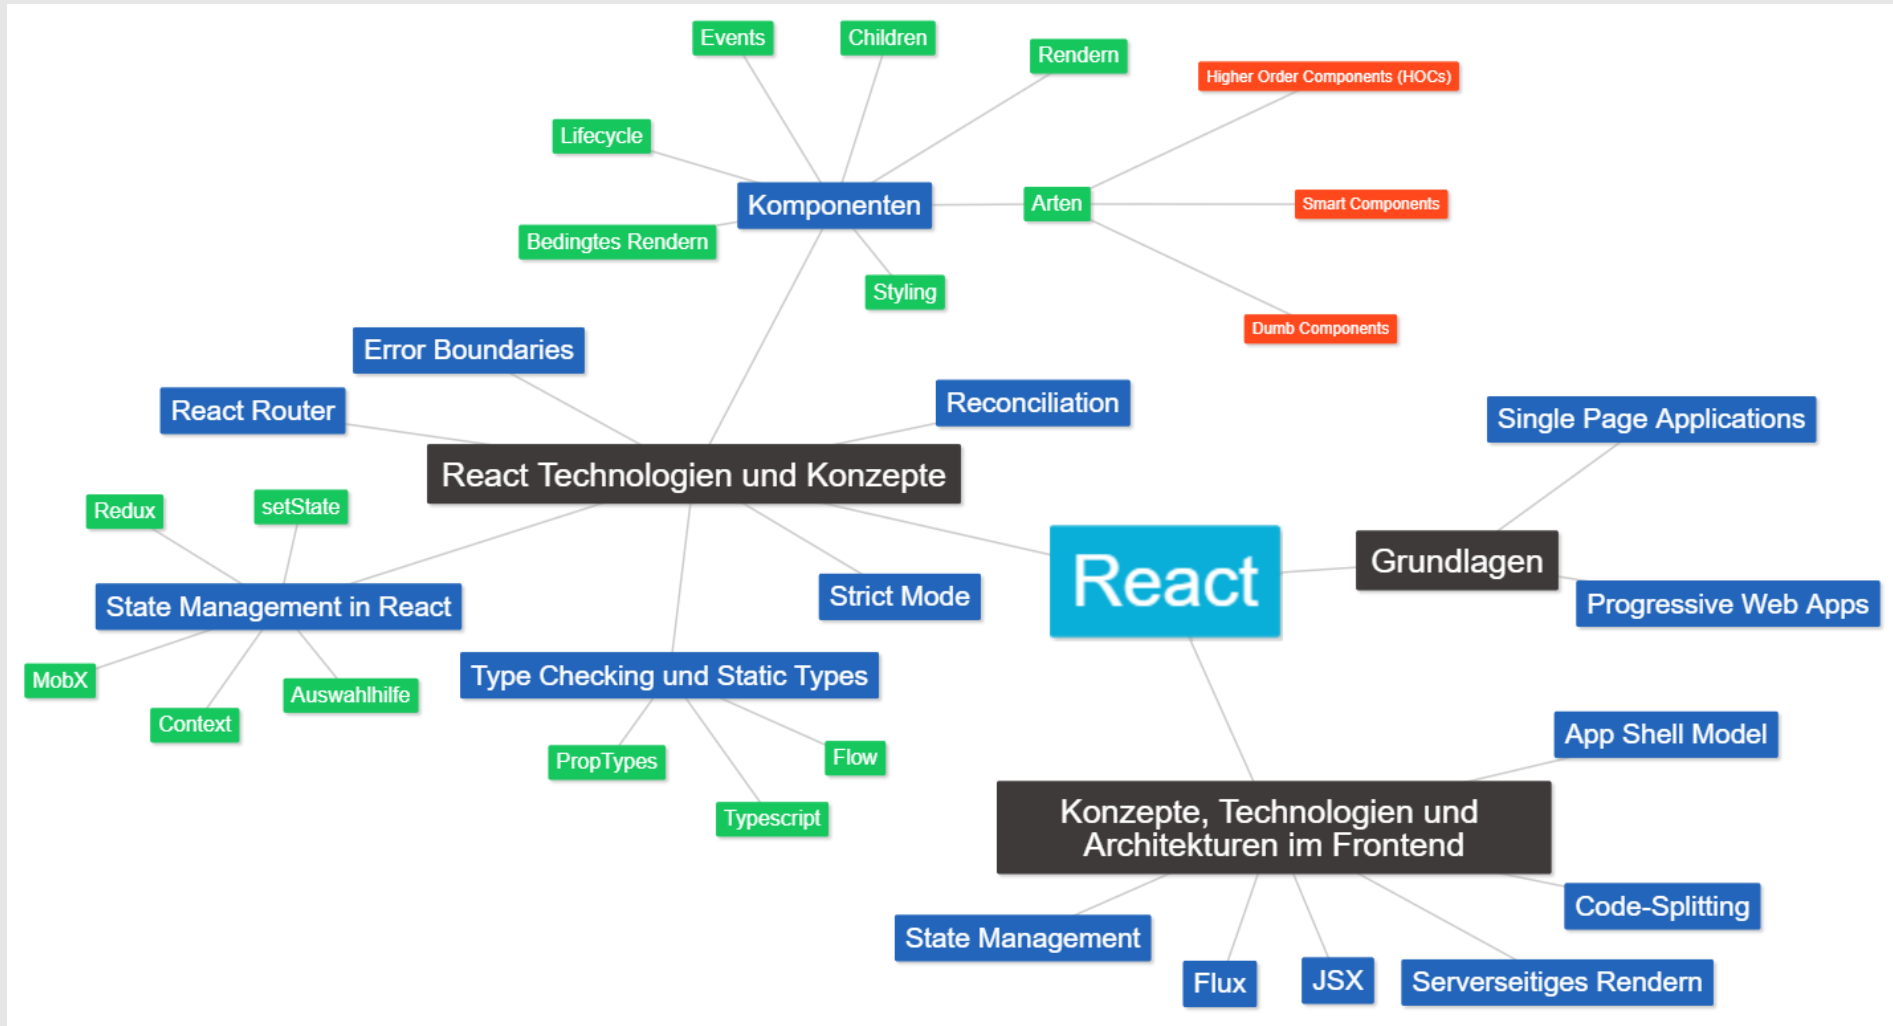 Events
Children
Rendern
Higher Order Components (HOCs)
Lifecycle
Komponenten
Arten
Smart Components
Bedingtes Rendern
Styling
Dumb Components
Error Boundaries
React Router
Reconciliation
Single Page Applications
React Technologien und Konzepte
Redux
setState
React
Grundlagen
State Management in React
Strict Mode
Progressive Web Apps
MobX
Auswahlhilfe
Context
Type Checking und Static Types
PropTypes
Flow
Typescript
App Shell Model
Konzepte, Technologien und
Architekturen im Frontend
Code-Splitting
State Management
Flux
JSX
Serverseitiges Rendern